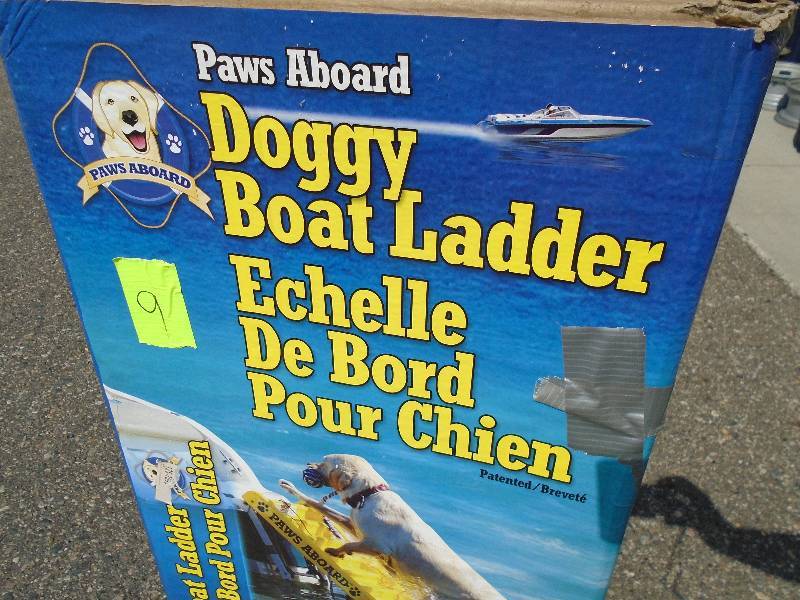 Paws Aboard
PAWS ABOARD
Doggy
Boat Ladder
Echelle
De Bord
Pour Chien
Patented/Breveté
9
PAWS ABOARD
at Ladder
Bord Pour Chien